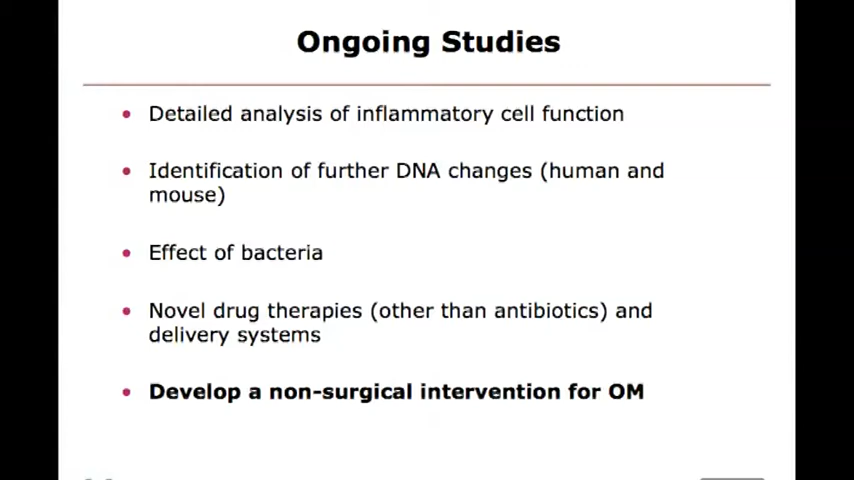 Ongoing Studies
Detailed analysis of inflammatory cell function
Identification of further DNA changes (human and
mouse)
Effect of bacteria
Novel drug therapies (other than antibiotics) and
delivery systems
Develop a non-surgical intervention for OM